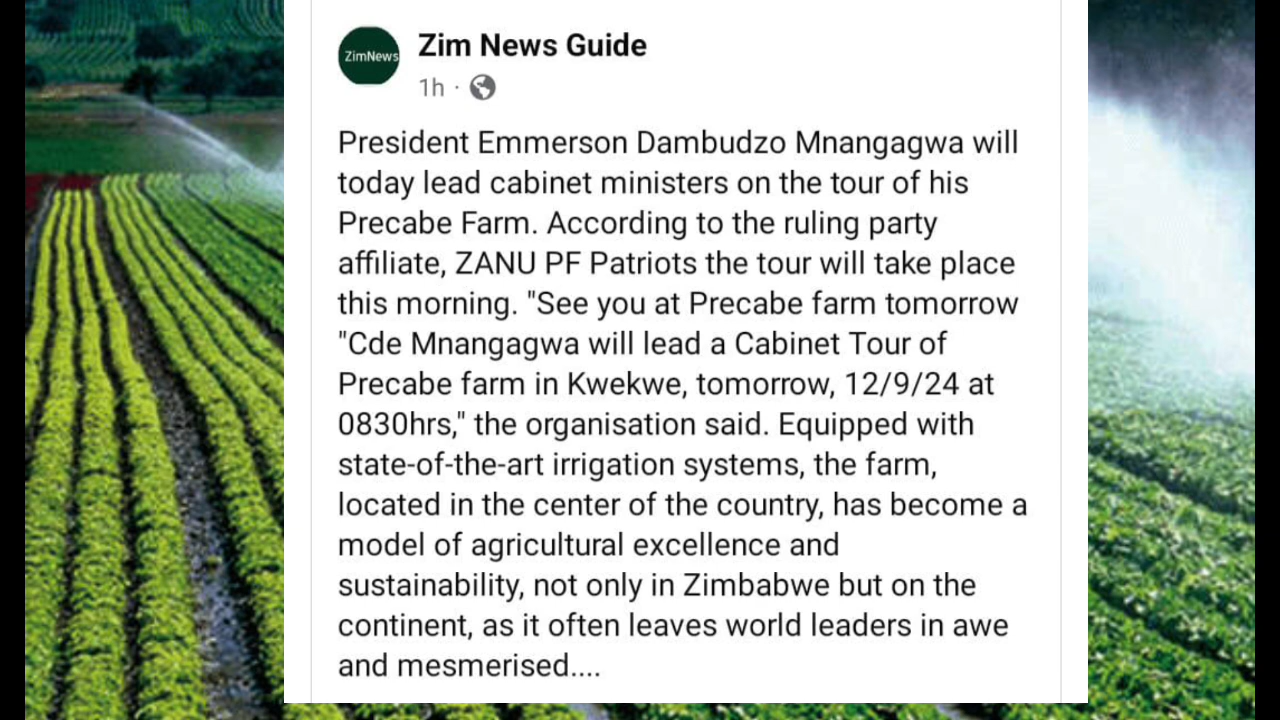 ZimNews
Zim News Guide
1h ·
President Emmerson Dambudzo Mnangagwa will
today lead cabinet ministers on the tour of his
Precabe Farm. According to the ruling party
affiliate, ZANU PF Patriots the tour will take place
this morning. "See you at Precabe farm tomorrow
"Cde Mnangagwa will lead a Cabinet Tour of
Precabe farm in Kwekwe, tomorrow, 12/9/24 at
0830hrs," the organisation said. Equipped with
state-of-the-art irrigation systems, the farm,
located in the center of the country, has become a
model of agricultural excellence and
sustainability, not only in Zimbabwe but on the
continent, as it often leaves world leaders in awe
and mesmerised....